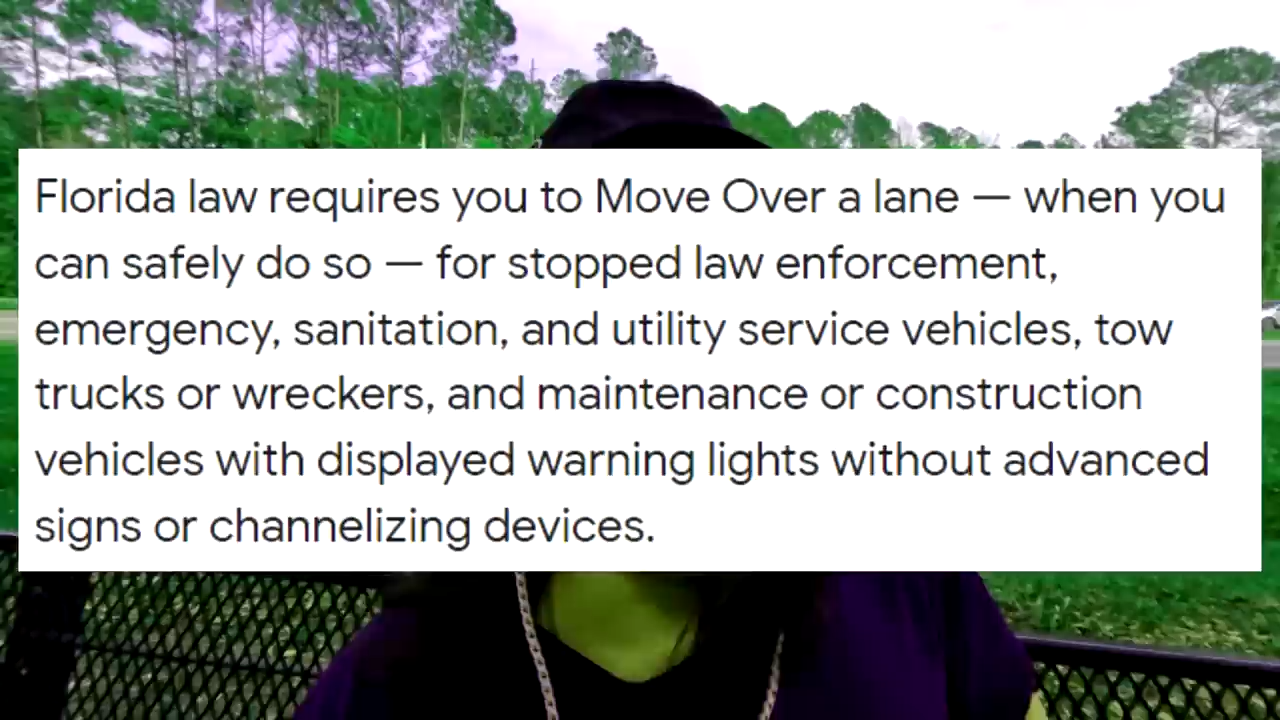 Florida law requires you to Move Over a lane — when you
can safely do so — for stopped law enforcement,
emergency, sanitation, and utility service vehicles, tow
trucks or wreckers, and maintenance or construction
vehicles with displayed warning lights without advanced
signs or channelizing devices.